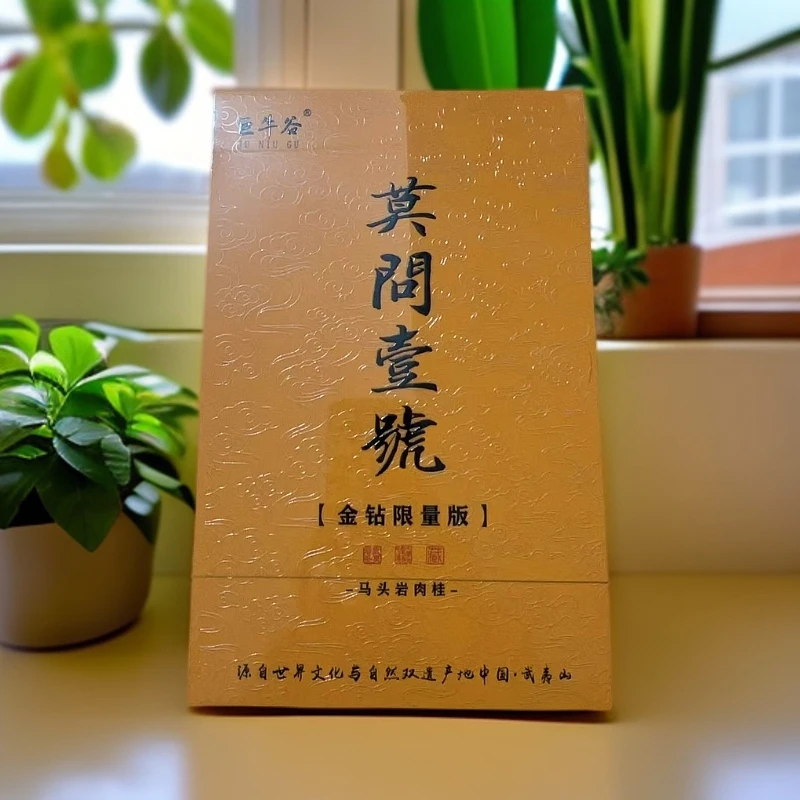 巨牛谷®
JU NIU GU
莫問壹號
【金钻限量版】
-马头岩肉桂-
源自世界文化与自然双遗产地中国·武夷山